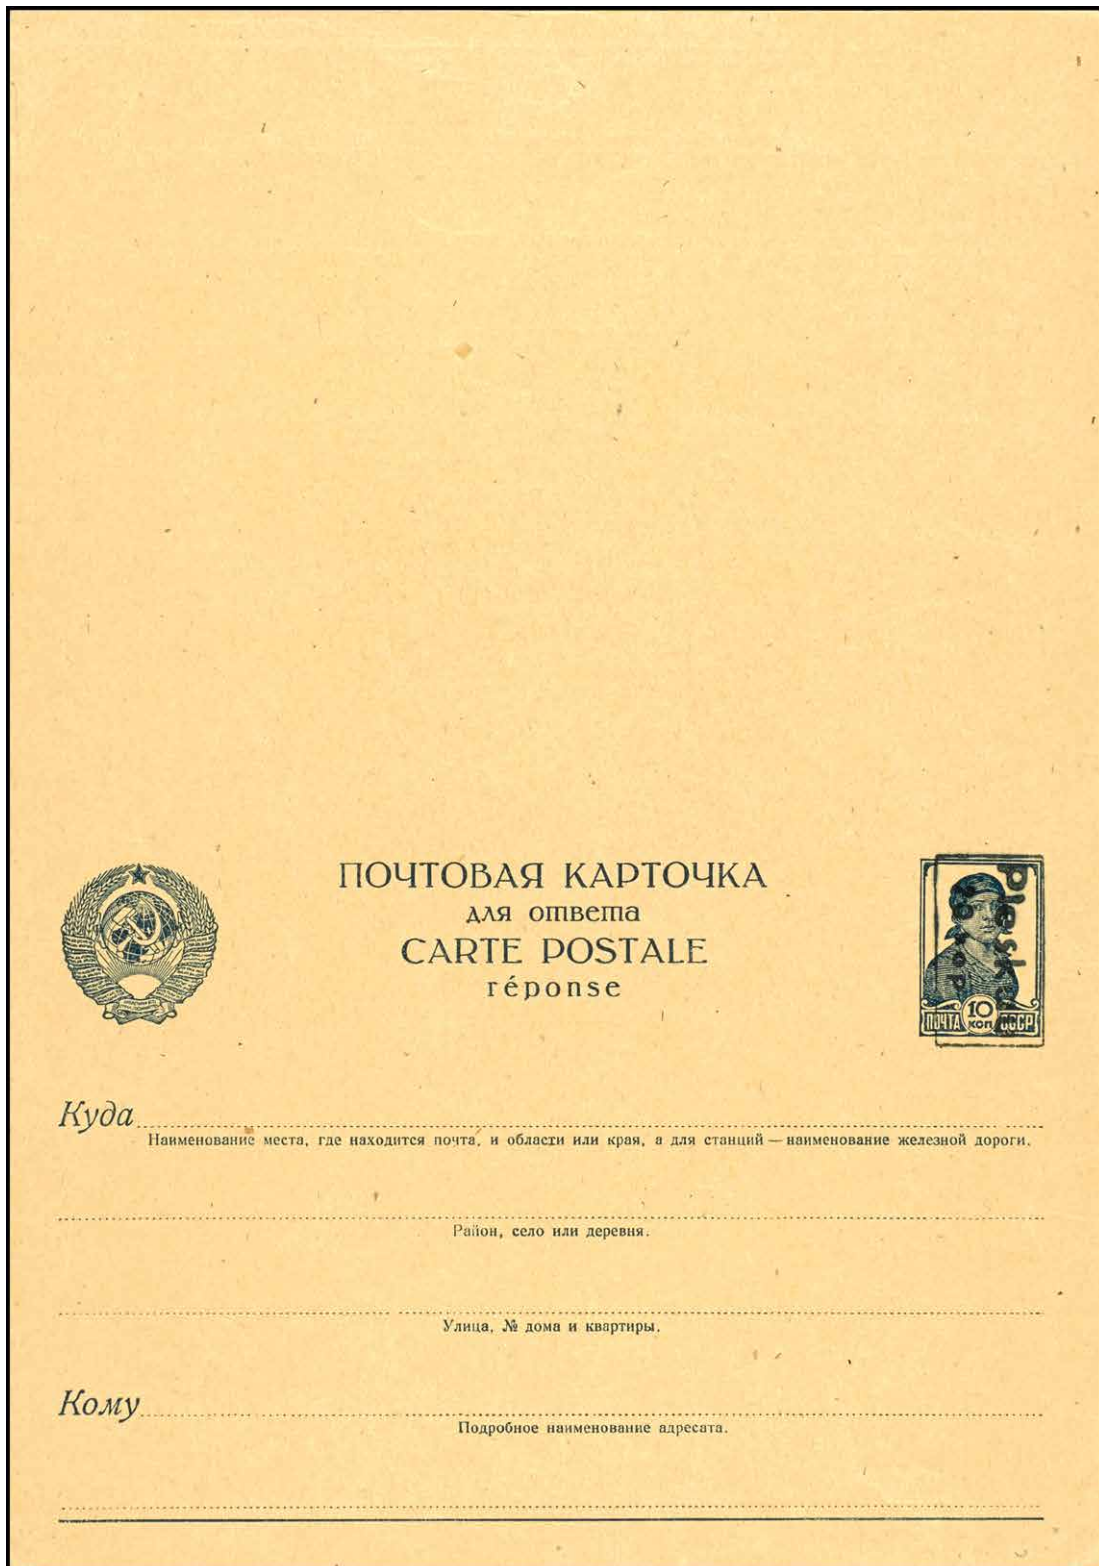 ПОЧТОВАЯ КАРТОЧКА
для ответа
CARTE POSTALE
réponse
Pleskau
ПОЧТА 10 КОП СССР
Куда
Наименование места, где находится почта, и области или края, а для станций — наименование железной дороги.
Район, село или деревня.
Улица, № дома и квартиры.
Кому
Подробное наименование адресата.